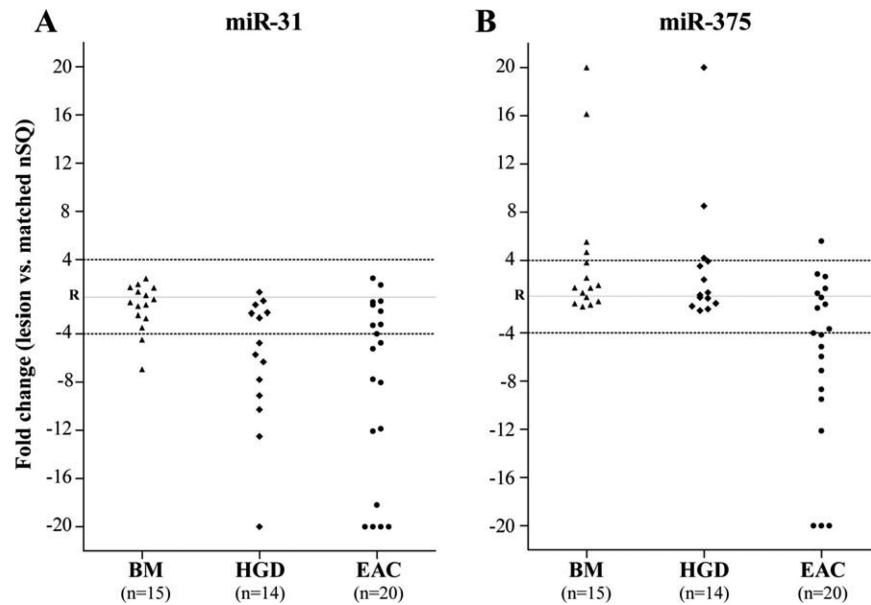 A
miR-31
B
miR-375
Fold change (lesion vs. matched nSQ)
20
16
12
8
4
R
-4
-8
-12
-16
-20
BM
HGD
EAC
(n=15)
(n=14)
(n=20)
20
16
12
8
4
R
-4
-8
-12
-16
-20
BM
HGD
EAC
(n=15)
(n=14)
(n=20)